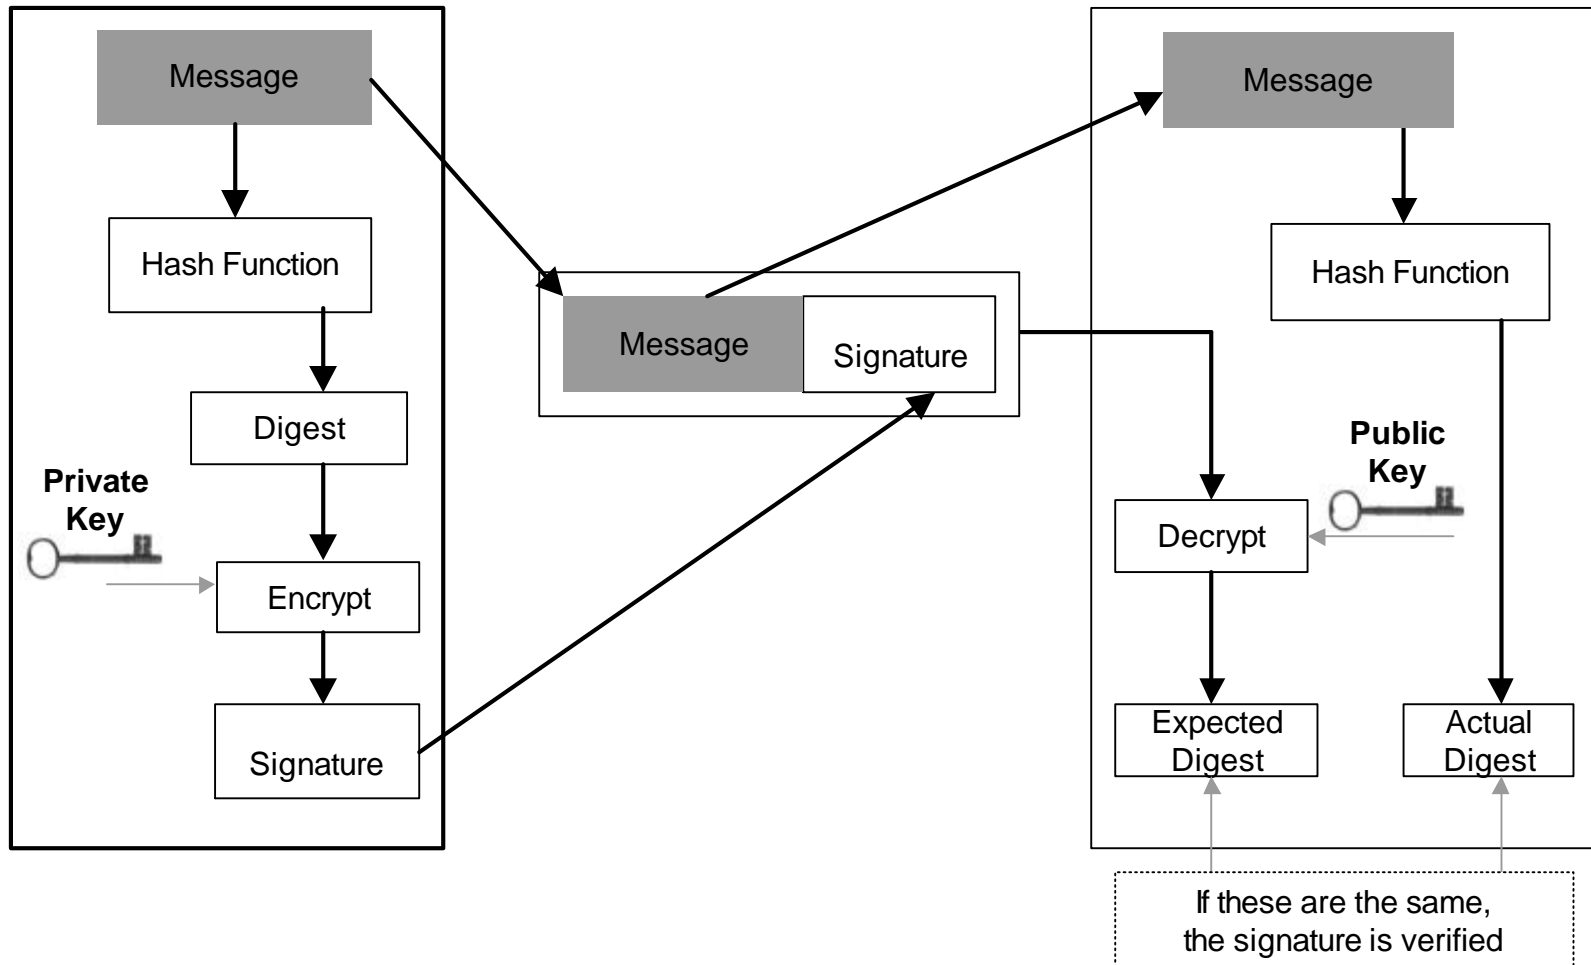 Message
Hash Function
Digest
Private
Key
Encrypt
Signature
Message
Signature
Message
Hash Function
Public
Key
Decrypt
Expected
Digest
Actual
Digest
If these are the same,
the signature is verified